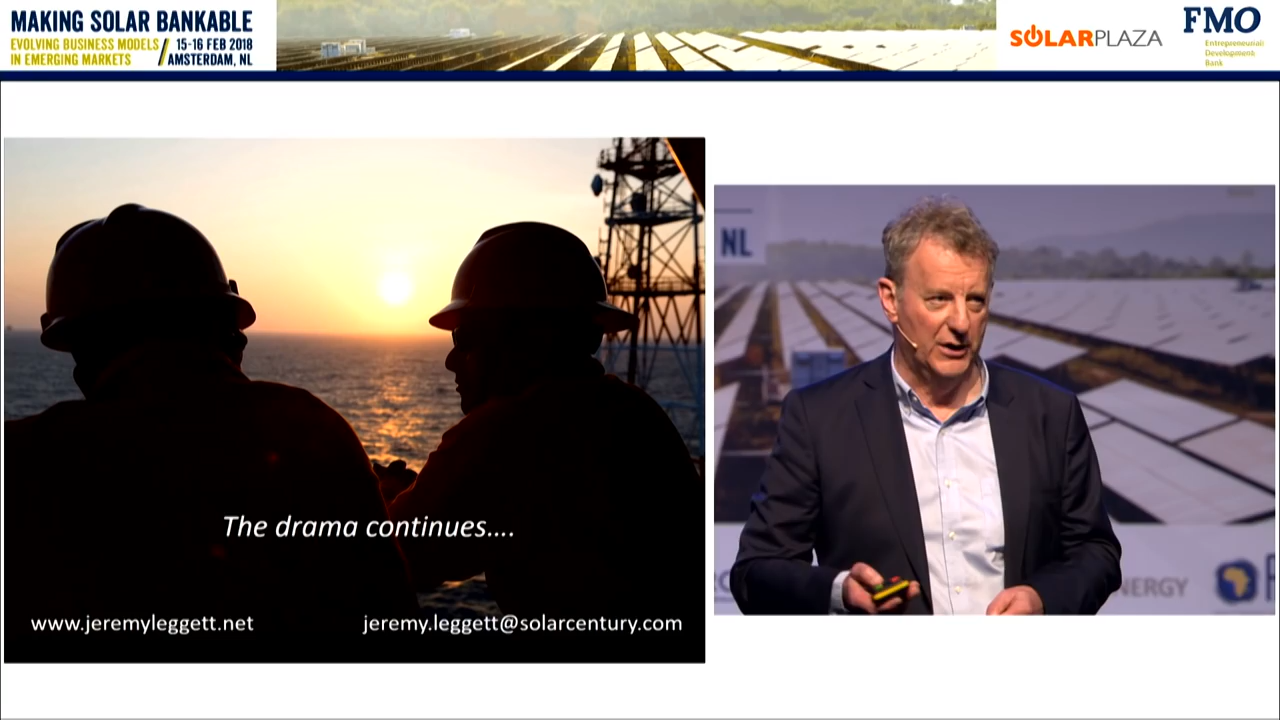 MAKING SOLAR BANKABLE
EVOLVING BUSINESS MODELS
IN EMERGING MARKETS
15-16 FEB 2018
AMSTERDAM, NL
SOLARPLAZA
FMO
Entrepreneurial
Development
Bank
NL
The drama continues....
www.jeremyleggett.net
jeremy.leggett@solarcentury.com
NERGY